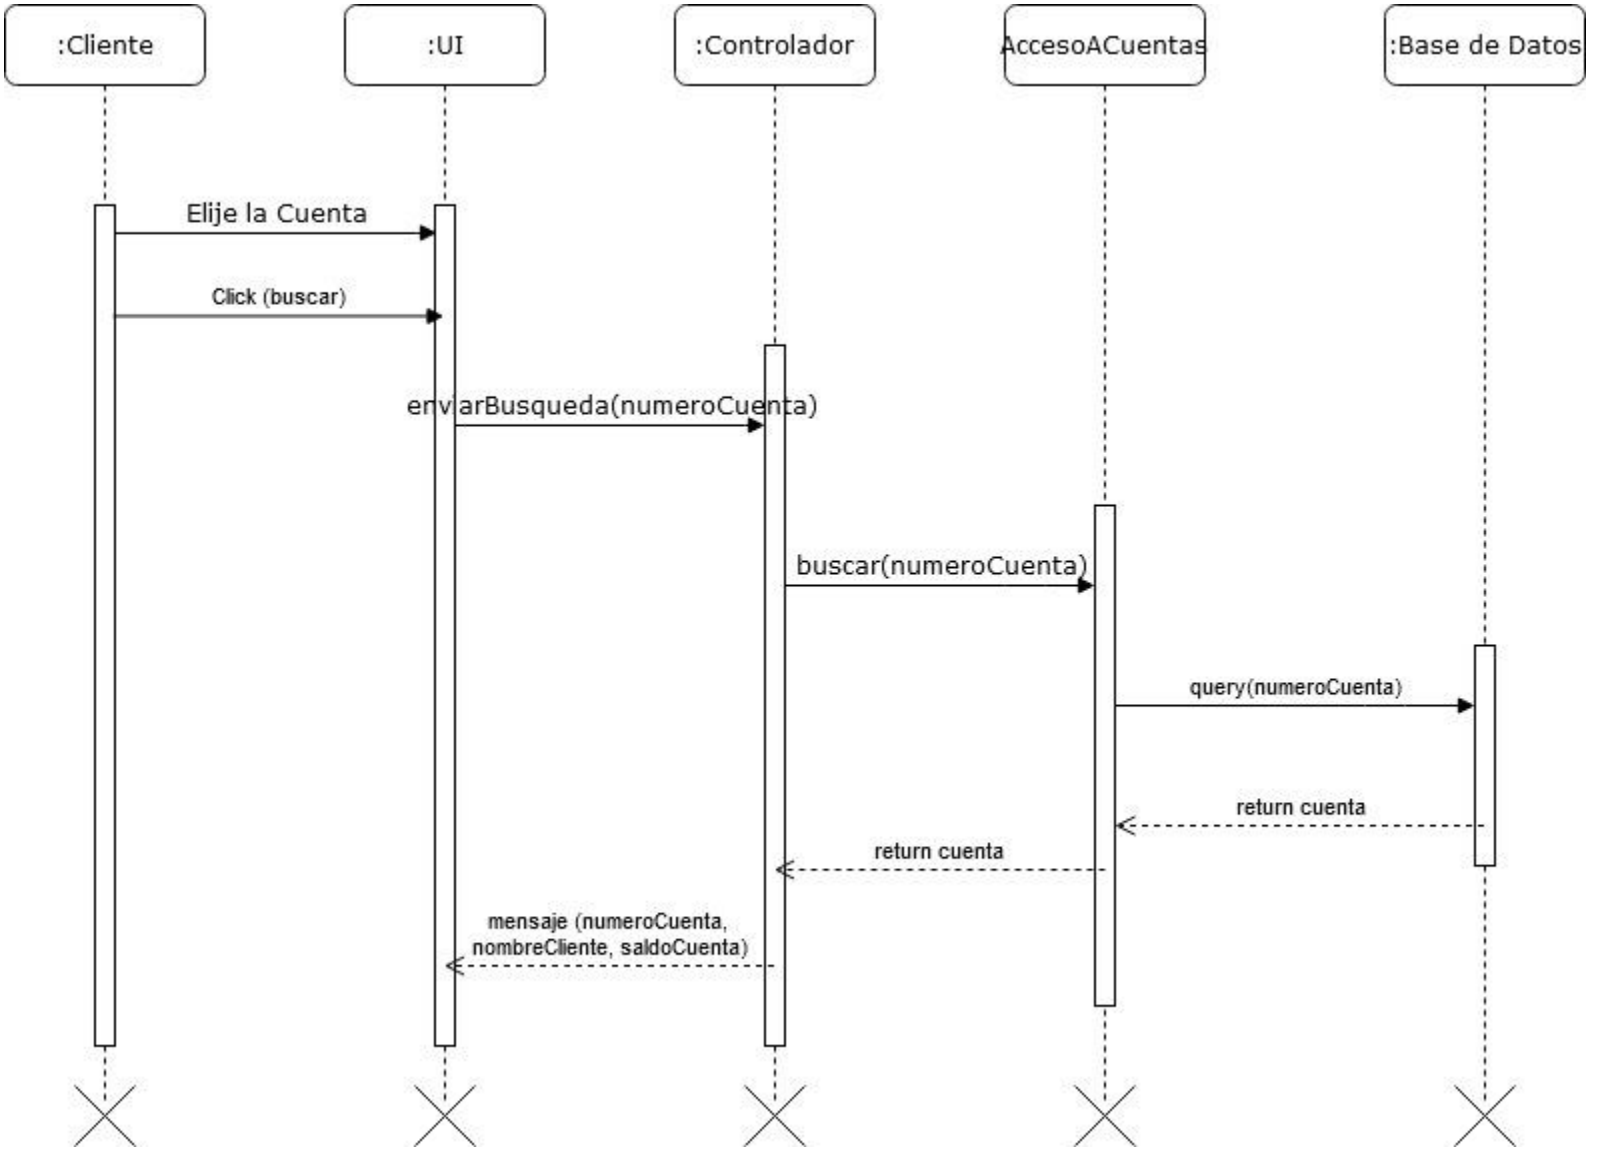 :Cliente
:UI
:Controlador
AccesoACuentas
:Base de Datos
Elije la Cuenta
Click (buscar)
enviarBusqueda(numeroCuenta)
buscar(numeroCuenta)
query(numeroCuenta)
return cuenta
return cuenta
mensaje (numeroCuenta,
nombreCliente, saldoCuenta)